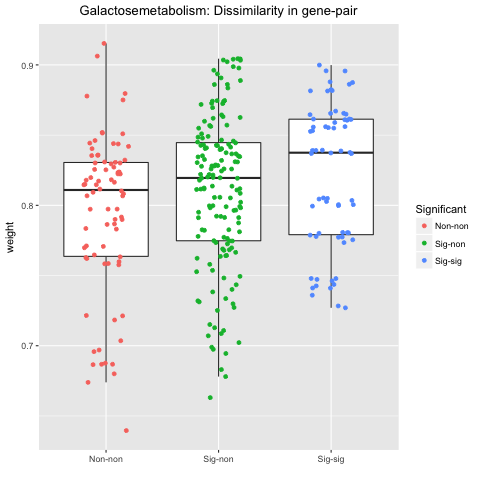 Galactosemetabolism: Dissimilarity in gene-pair
weight
0.9
0.8
0.7
Non-non
Sig-non
Sig-sig
Significant
Non-non
Sig-non
Sig-sig